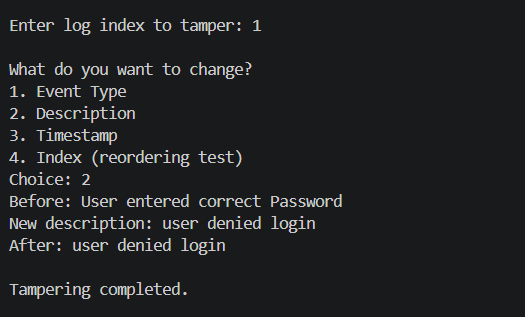 Enter log index to tamper: 1
What do you want to change?
1. Event Type
2. Description
3. Timestamp
4. Index (reordering test)
Choice: 2
Before: User entered correct Password
New description: user denied login
After: user denied login
Tampering completed.